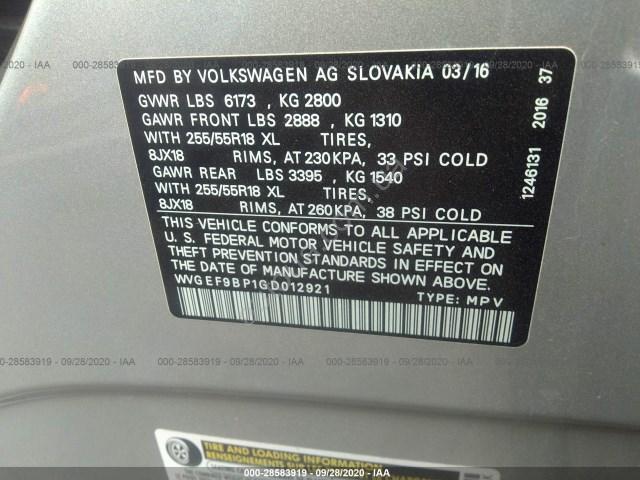 000-28583919 - 09/28/2020 - IAA
MFD BY VOLKSWAGEN AG SLOVAKIA 03/16
GVWR LBS 6173 , KG 2800
GAWR FRONT LBS 2888 , KG 1310
WITH 255/55R18 XL TIRES,
8JX18 RIMS, AT 230 KPA, 33 PSI COLD
GAWR REAR LBS 3395 , KG 1540
WITH 255/55R18 XL TIRES,
8JX18 RIMS, AT 260 KPA, 38 PSI COLD
THIS VEHICLE CONFORMS TO ALL APPLICABLE
U. S. FEDERAL MOTOR VEHICLE SAFETY AND
THEFT PREVENTION STANDARDS IN EFFECT ON
THE DATE OF MANUFACTURE SHOWN ABOVE.
WVGEF9BP1GD012921
TYPE: MPV
1246131 2016 37
000-28583919 - 09/28/2020 - IAA
TIRE AND LOADING INFORMATION
000-28583919 - 09/28/2020 - IAA